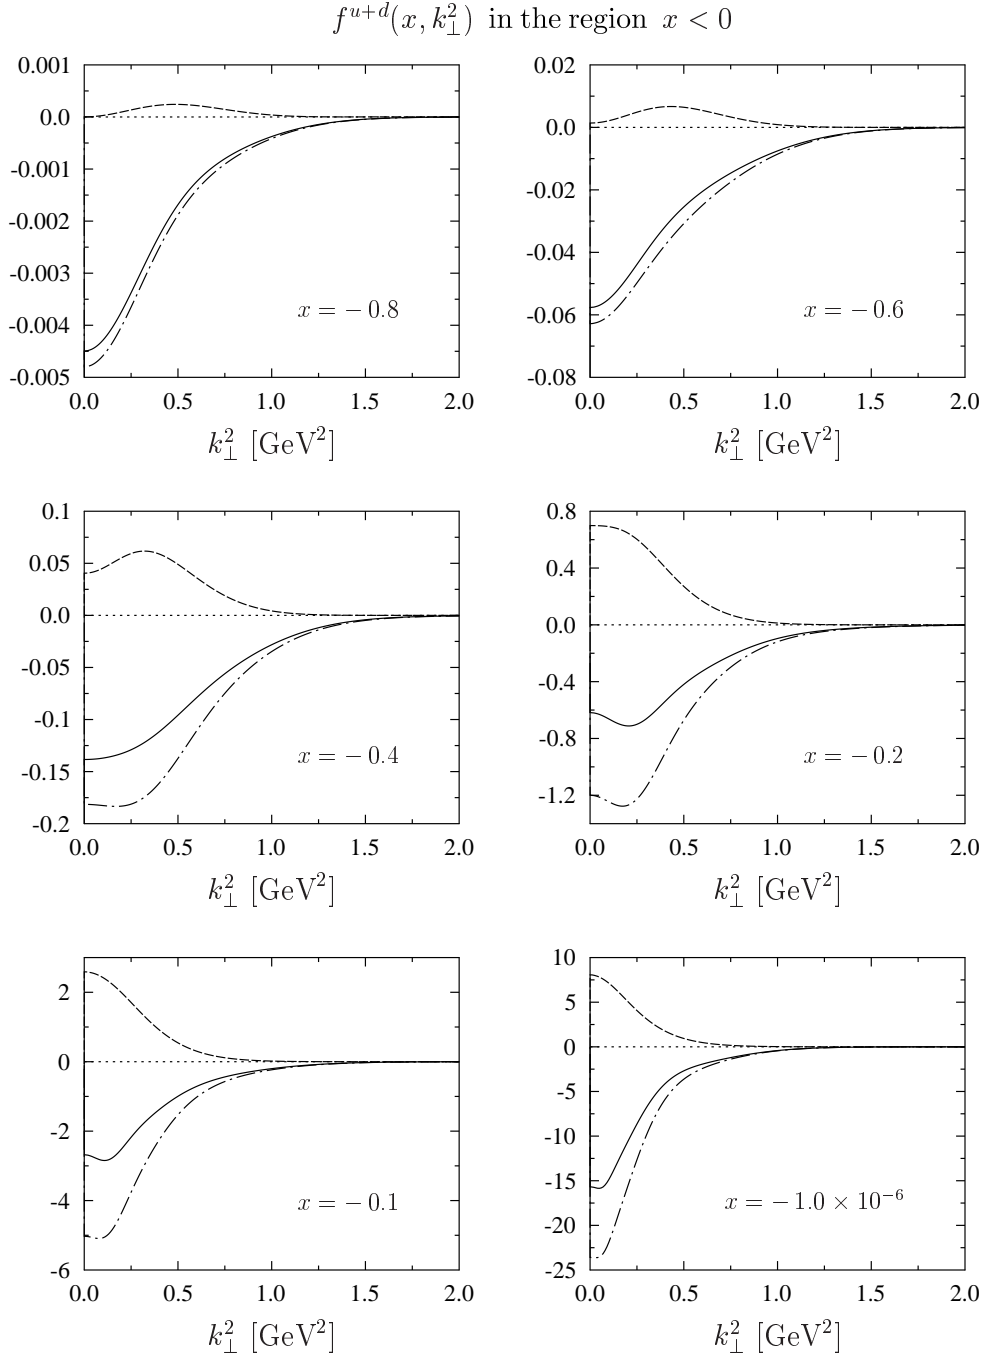 f^{u+d}(x, k_⊥^2) in the region x < 0
0.001
0.0
-0.001
-0.002
-0.003
-0.004
-0.005
x = − 0.8
0.0 0.5 1.0 1.5 2.0
k_⊥^2 [GeV^2]
0.02
0.0
-0.02
-0.04
-0.06
-0.08
x = − 0.6
0.0 0.5 1.0 1.5 2.0
k_⊥^2 [GeV^2]
0.1
0.05
0.0
-0.05
-0.1
-0.15
-0.2
x = − 0.4
0.0 0.5 1.0 1.5 2.0
k_⊥^2 [GeV^2]
0.8
0.4
0.0
-0.4
-0.8
-1.2
x = − 0.2
0.0 0.5 1.0 1.5 2.0
k_⊥^2 [GeV^2]
2
0
-2
-4
-6
x = − 0.1
0.0 0.5 1.0 1.5 2.0
k_⊥^2 [GeV^2]
10
5
0
-5
-10
-15
-20
-25
x = − 1.0 × 10^{−6}
0.0 0.5 1.0 1.5 2.0
k_⊥^2 [GeV^2]